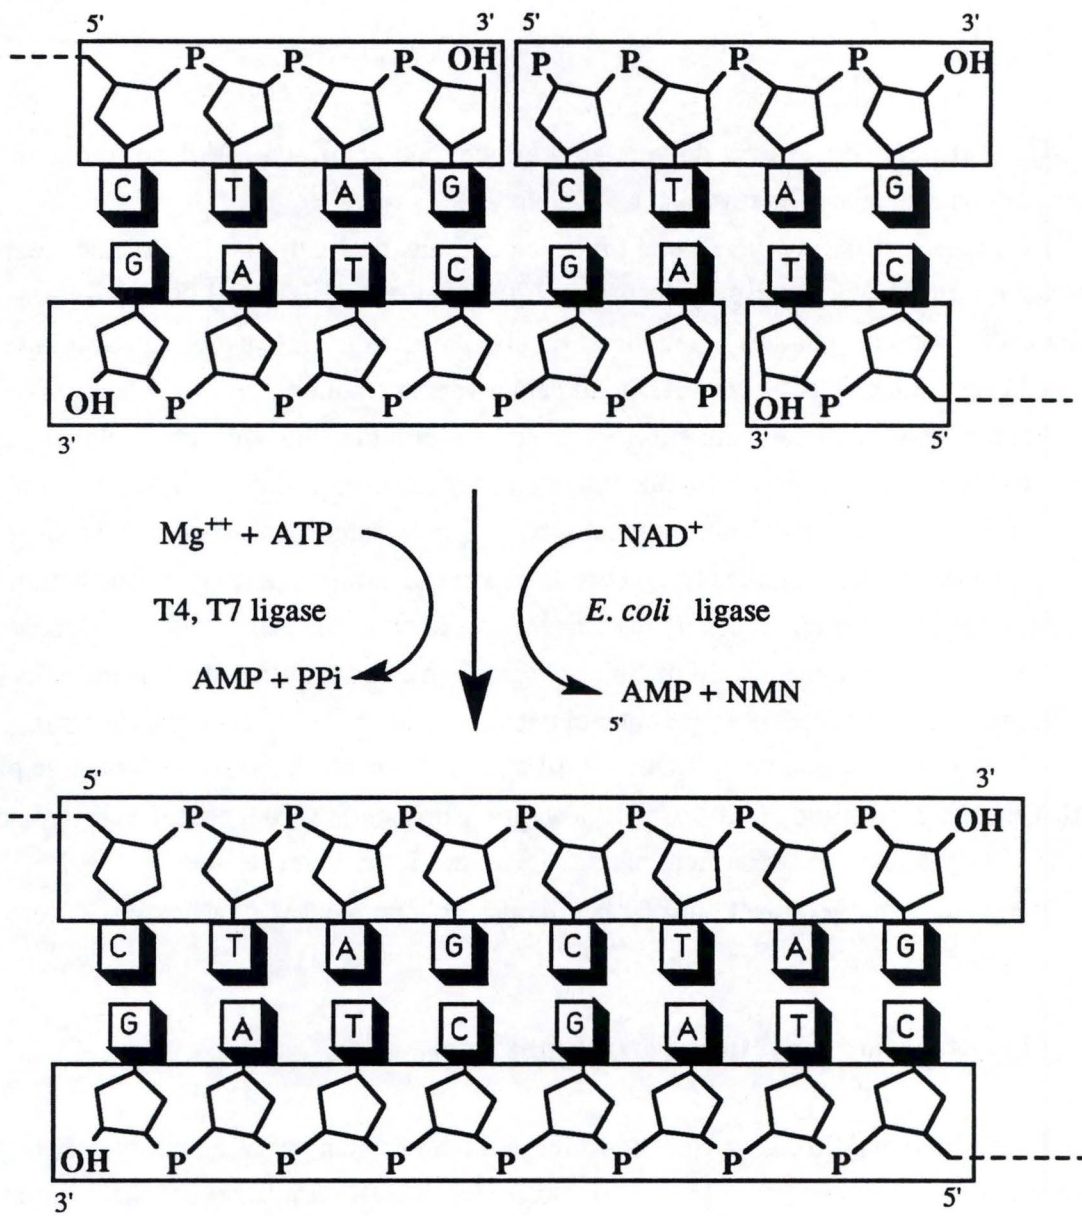 5' 3' 5' 3'
P P P OH P P P P OH
C T A G C T A G
G A T C G A T C
OH P P P P P P OH P
3' 3' 5'
Mg++ + ATP NAD+
T4, T7 ligase E. coli ligase
AMP + PPi AMP + NMN
5'
5' 3'
P P P P P P P OH
C T A G C T A G
G A T C G A T C
OH P P P P P P P
3' 5'